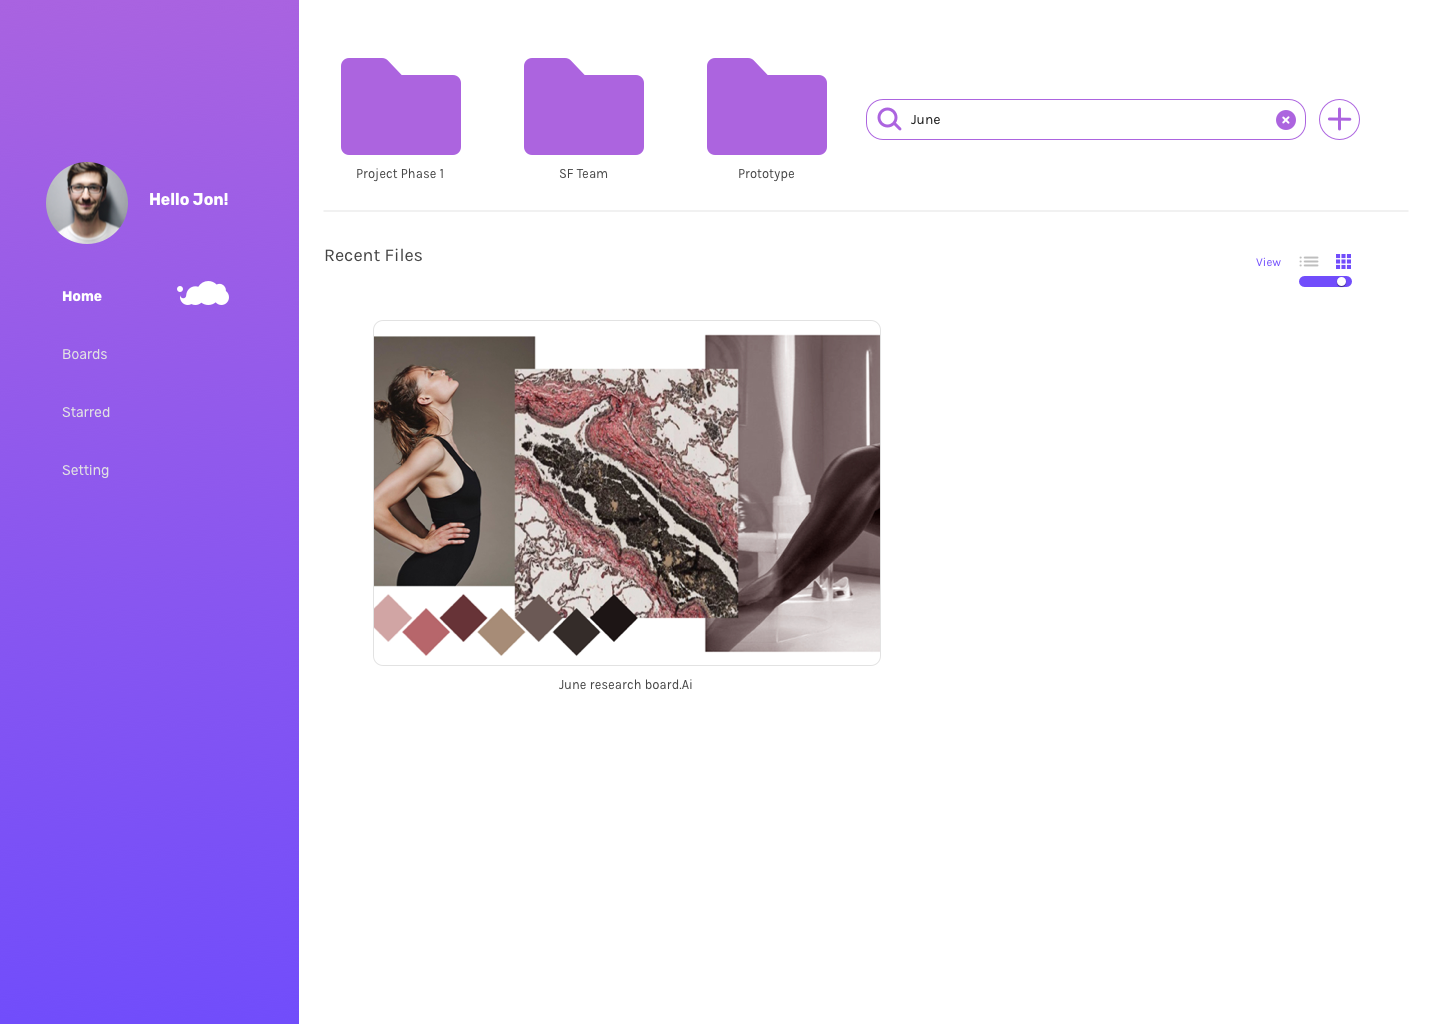 Hello Jon!
Home
Boards
Starred
Setting
Project Phase 1
SF Team
Prototype
June
Recent Files
View
June research board.Ai